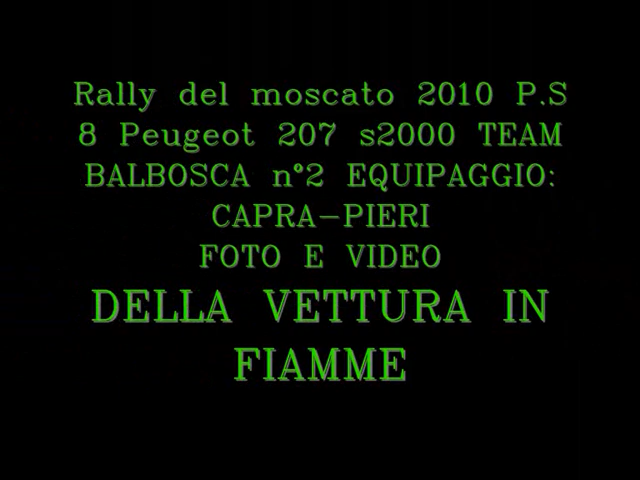 Rally del moscato 2010 P.S
8 Peugeot 207 s2000 TEAM
BALBOSCA n°2 EQUIPAGGIO:
CAPRA-PIERI
FOTO E VIDEO
DELLA VETTURA IN
FIAMME